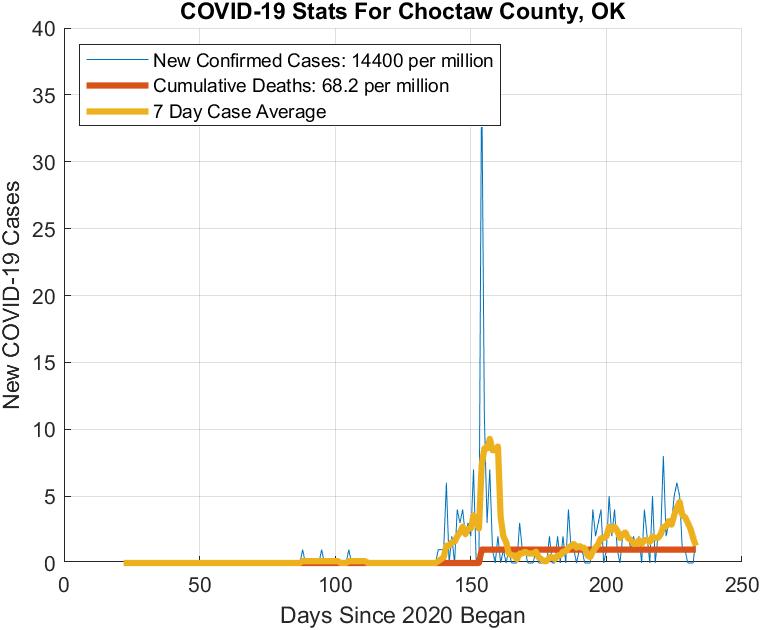 COVID-19 Stats For Choctaw County, OK
New Confirmed Cases: 14400 per million
Cumulative Deaths: 68.2 per million
7 Day Case Average
New COVID-19 Cases
40
35
30
25
20
15
10
5
0
0 50 100 150 200 250
Days Since 2020 Began